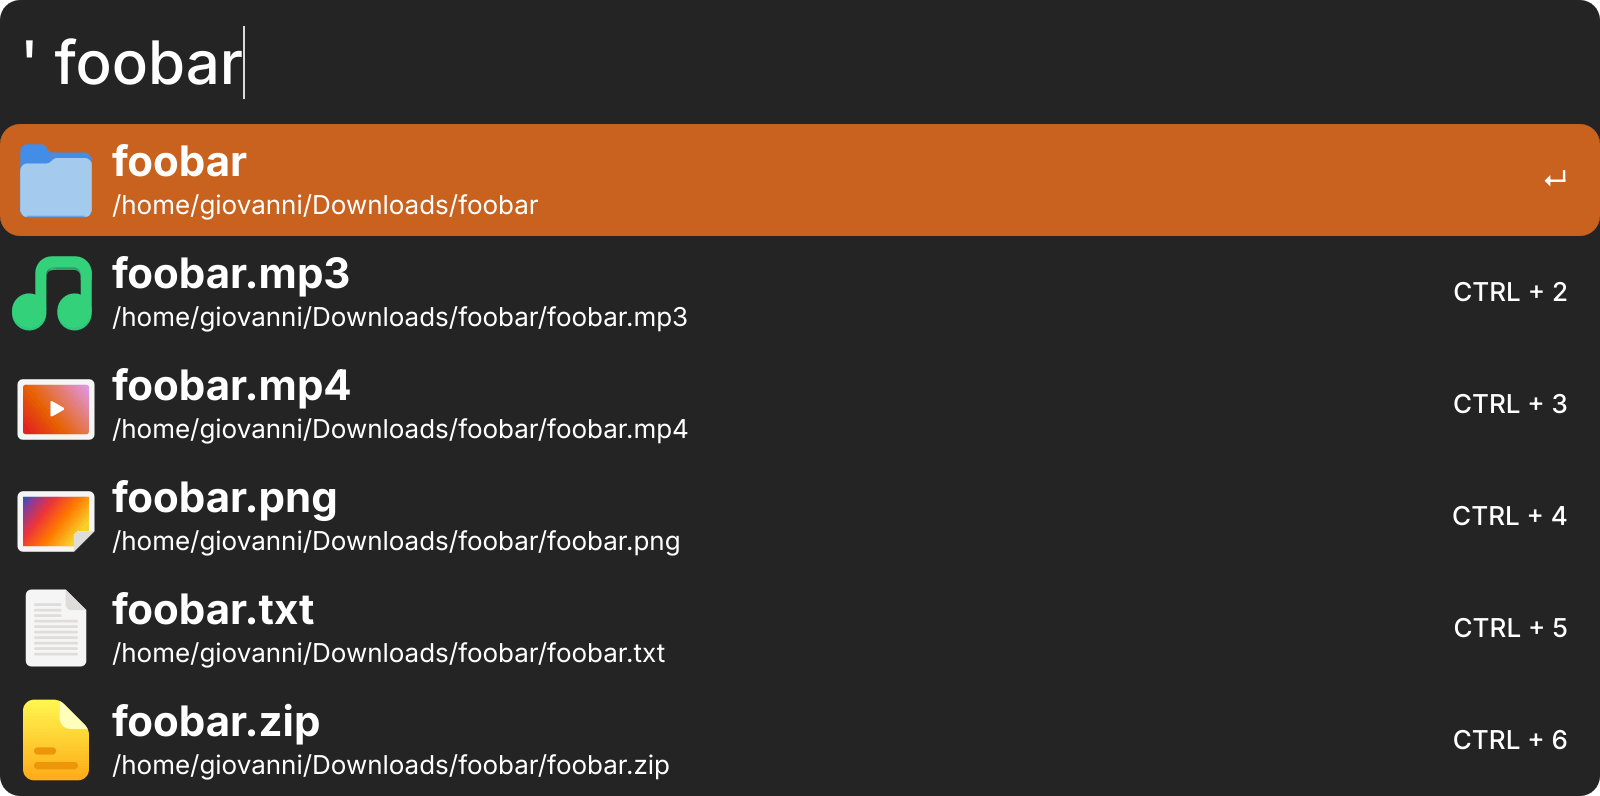 ' foobar
foobar
/home/giovanni/Downloads/foobar
↵
foobar.mp3
/home/giovanni/Downloads/foobar/foobar.mp3
CTRL + 2
foobar.mp4
/home/giovanni/Downloads/foobar/foobar.mp4
CTRL + 3
foobar.png
/home/giovanni/Downloads/foobar/foobar.png
CTRL + 4
foobar.txt
/home/giovanni/Downloads/foobar/foobar.txt
CTRL + 5
foobar.zip
/home/giovanni/Downloads/foobar/foobar.zip
CTRL + 6